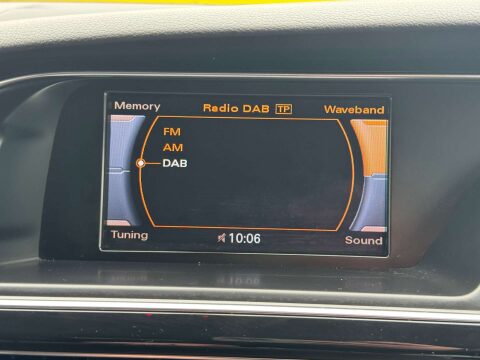 Memory Radio DAB TP Waveband
FM
AM
DAB
Tuning 10:06 Sound